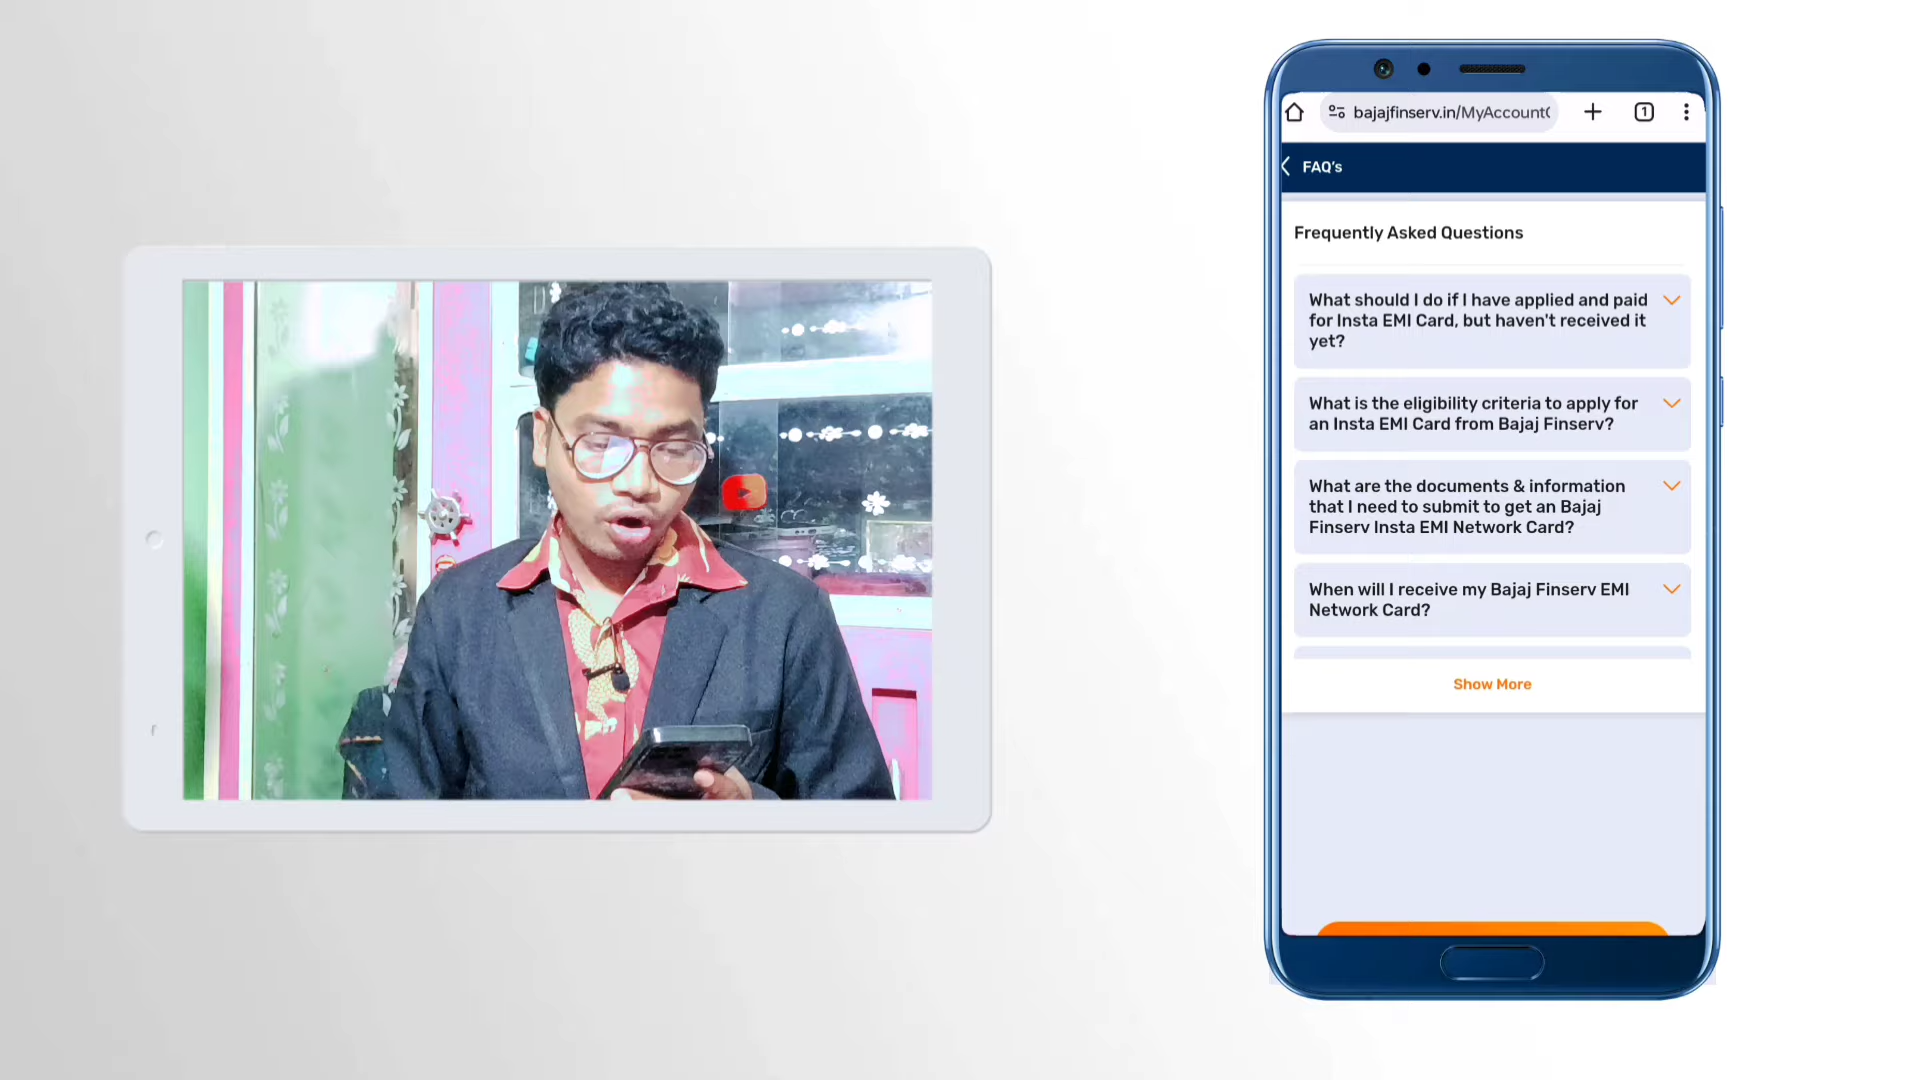 bajajfinserv.in/MyAccount
1
FAQ's
Frequently Asked Questions
What should I do if I have applied and paid
for Insta EMI Card, but haven't received it
yet?
What is the eligibility criteria to apply for
an Insta EMI Card from Bajaj Finserv?
What are the documents & information
that I need to submit to get an Bajaj
Finserv Insta EMI Network Card?
When will I receive my Bajaj Finserv EMI
Network Card?
Show More